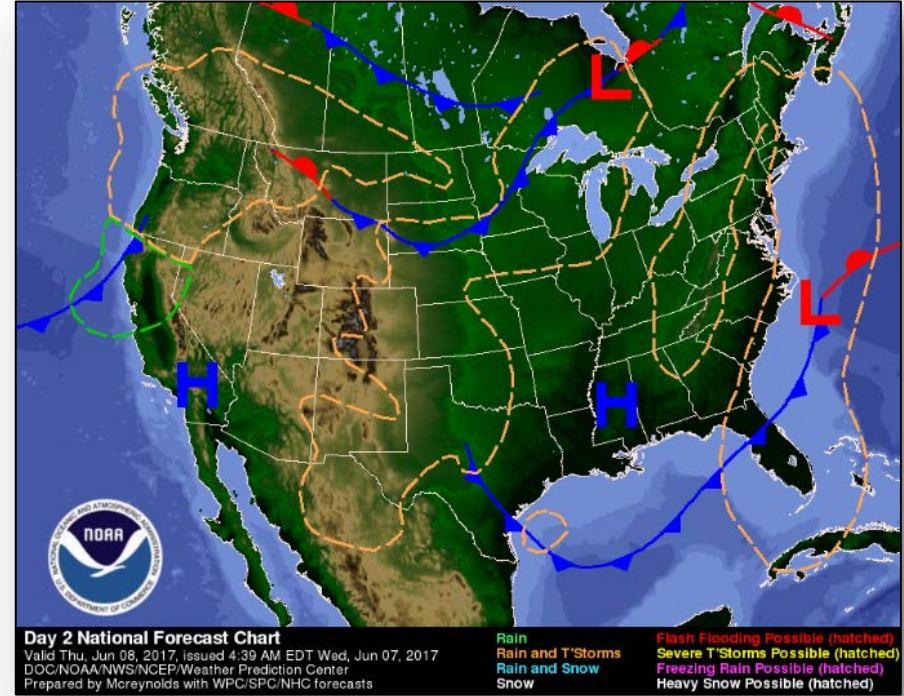 L
L
H
H
NATIONAL OCEANIC AND ATMOSPHERIC ADMINISTRATION
NOAA
U.S. DEPARTMENT OF COMMERCE
Day 2 National Forecast Chart
Valid Thu, Jun 08, 2017, issued 4:39 AM EDT Wed, Jun 07, 2017
DOC/NOAA/NWS/NCEP/Weather Prediction Center
Prepared by Mcreynolds with WPC/SPC/NHC forecasts
Rain
Rain and T'Storms
Rain and Snow
Snow
Flash Flooding Possible (hatched)
Severe T'Storms Possible (hatched)
Freezing Rain Possible (hatched)
Heavy Snow Possible (hatched)